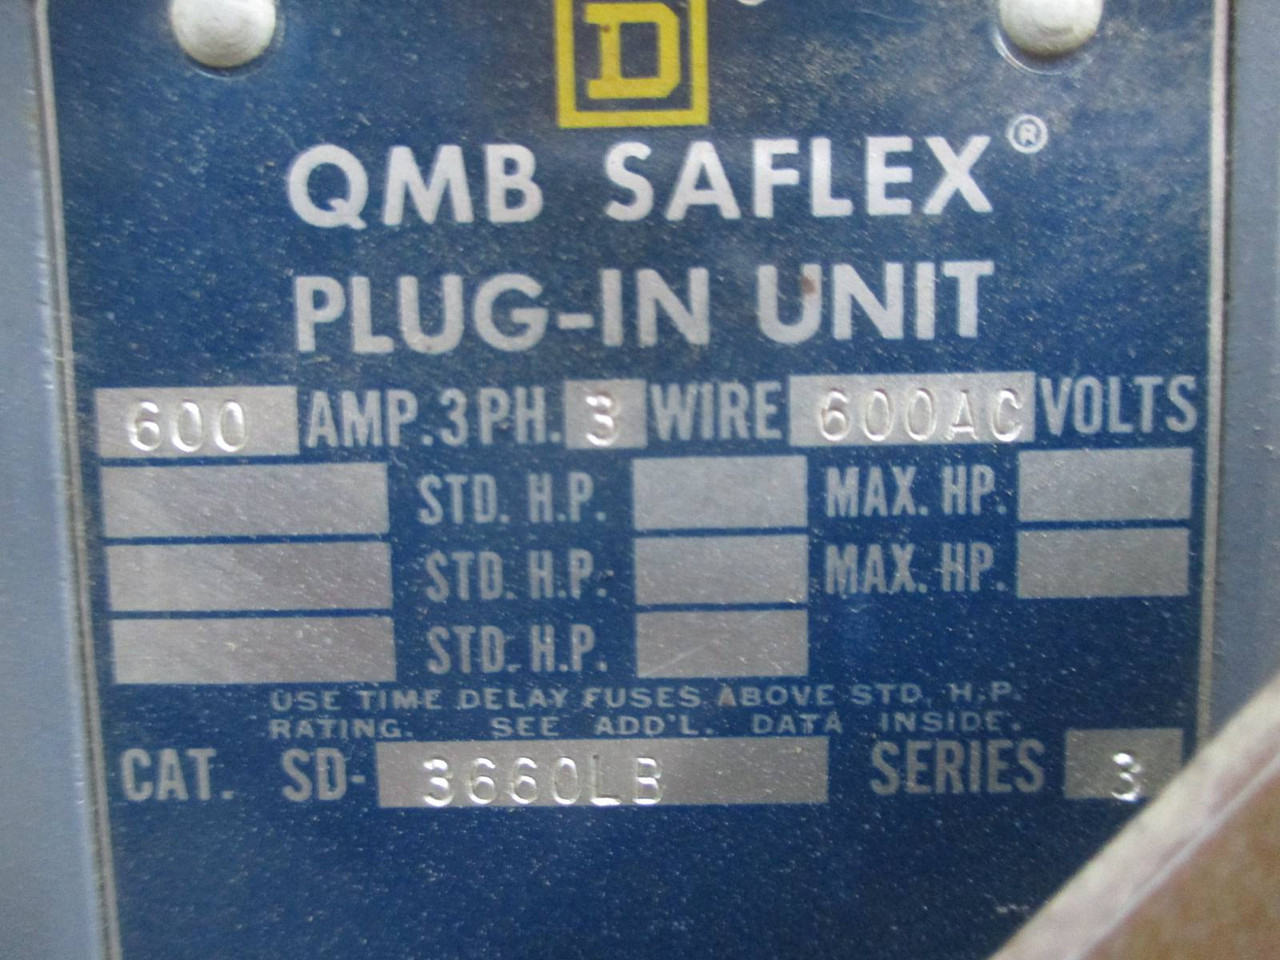 D
QMB SAFLEX®
PLUG-IN UNIT
600 AMP. 3 PH. 3 WIRE 600AC VOLTS
STD. H.P. MAX. HP.
STD. H.P. MAX. HP.
STD. H.P.
USE TIME DELAY FUSES ABOVE STD. H.P.
RATING. SEE ADD'L. DATA INSIDE.
CAT. SD-3660LB SERIES 3